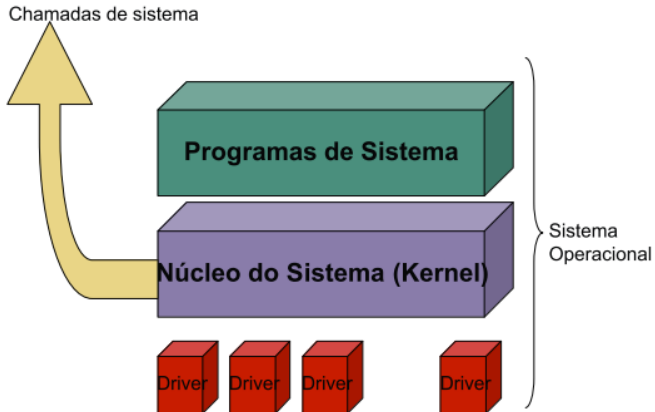 Chamadas de sistema
Programas de Sistema
Núcleo do Sistema (Kernel)
Sistema
Operacional
Driver
Driver
Driver
Driver